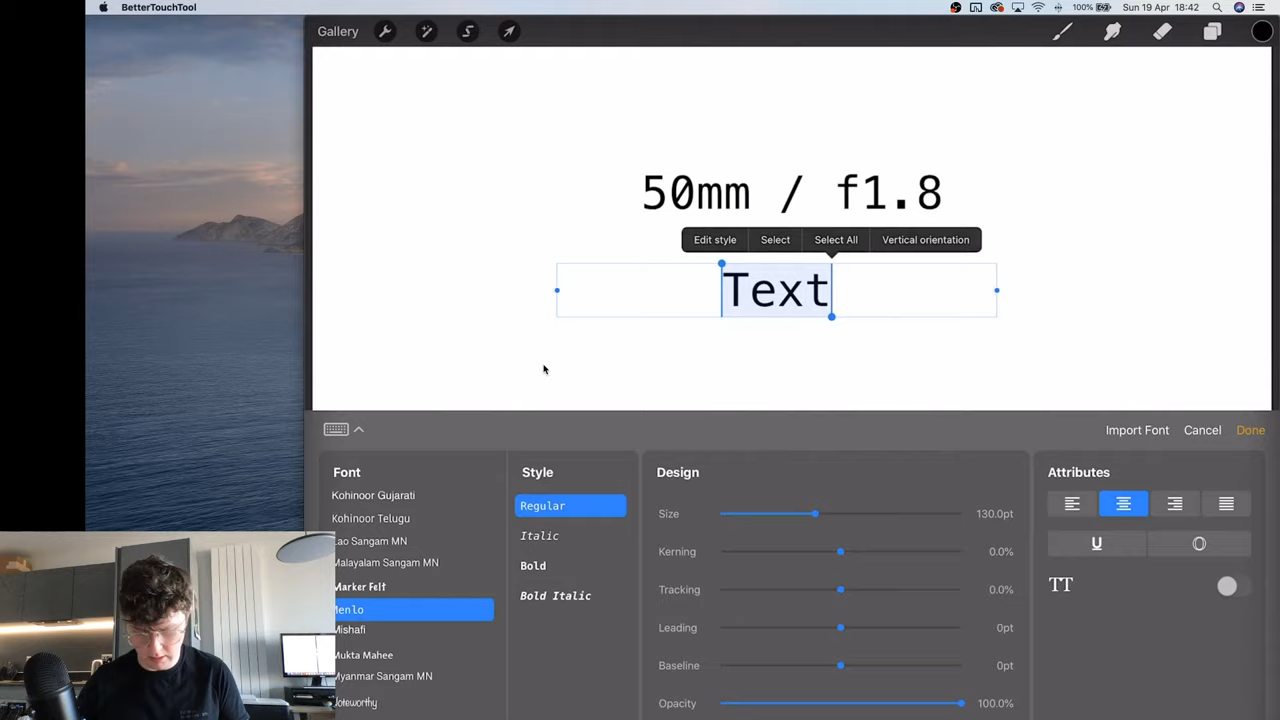 BetterTouchTool
100%
Sun 19 Apr 18:42
Gallery
50mm / f1.8
Edit style
Select
Select All
Vertical orientation
Text
Import Font
Cancel
Done
Font
Kohinoor Gujarati
Kohinoor Telugu
Lao Sangam MN
Malayalam Sangam MN
Marker Felt
Menlo
Mishafi
Mukta Mahee
Myanmar Sangam MN
Noteworthy
Style
Regular
Italic
Bold
Bold Italic
Design
Size 130.0pt
Kerning 0.0%
Tracking 0.0%
Leading 0pt
Baseline 0pt
Opacity 100.0%
Attributes
U
O
TT